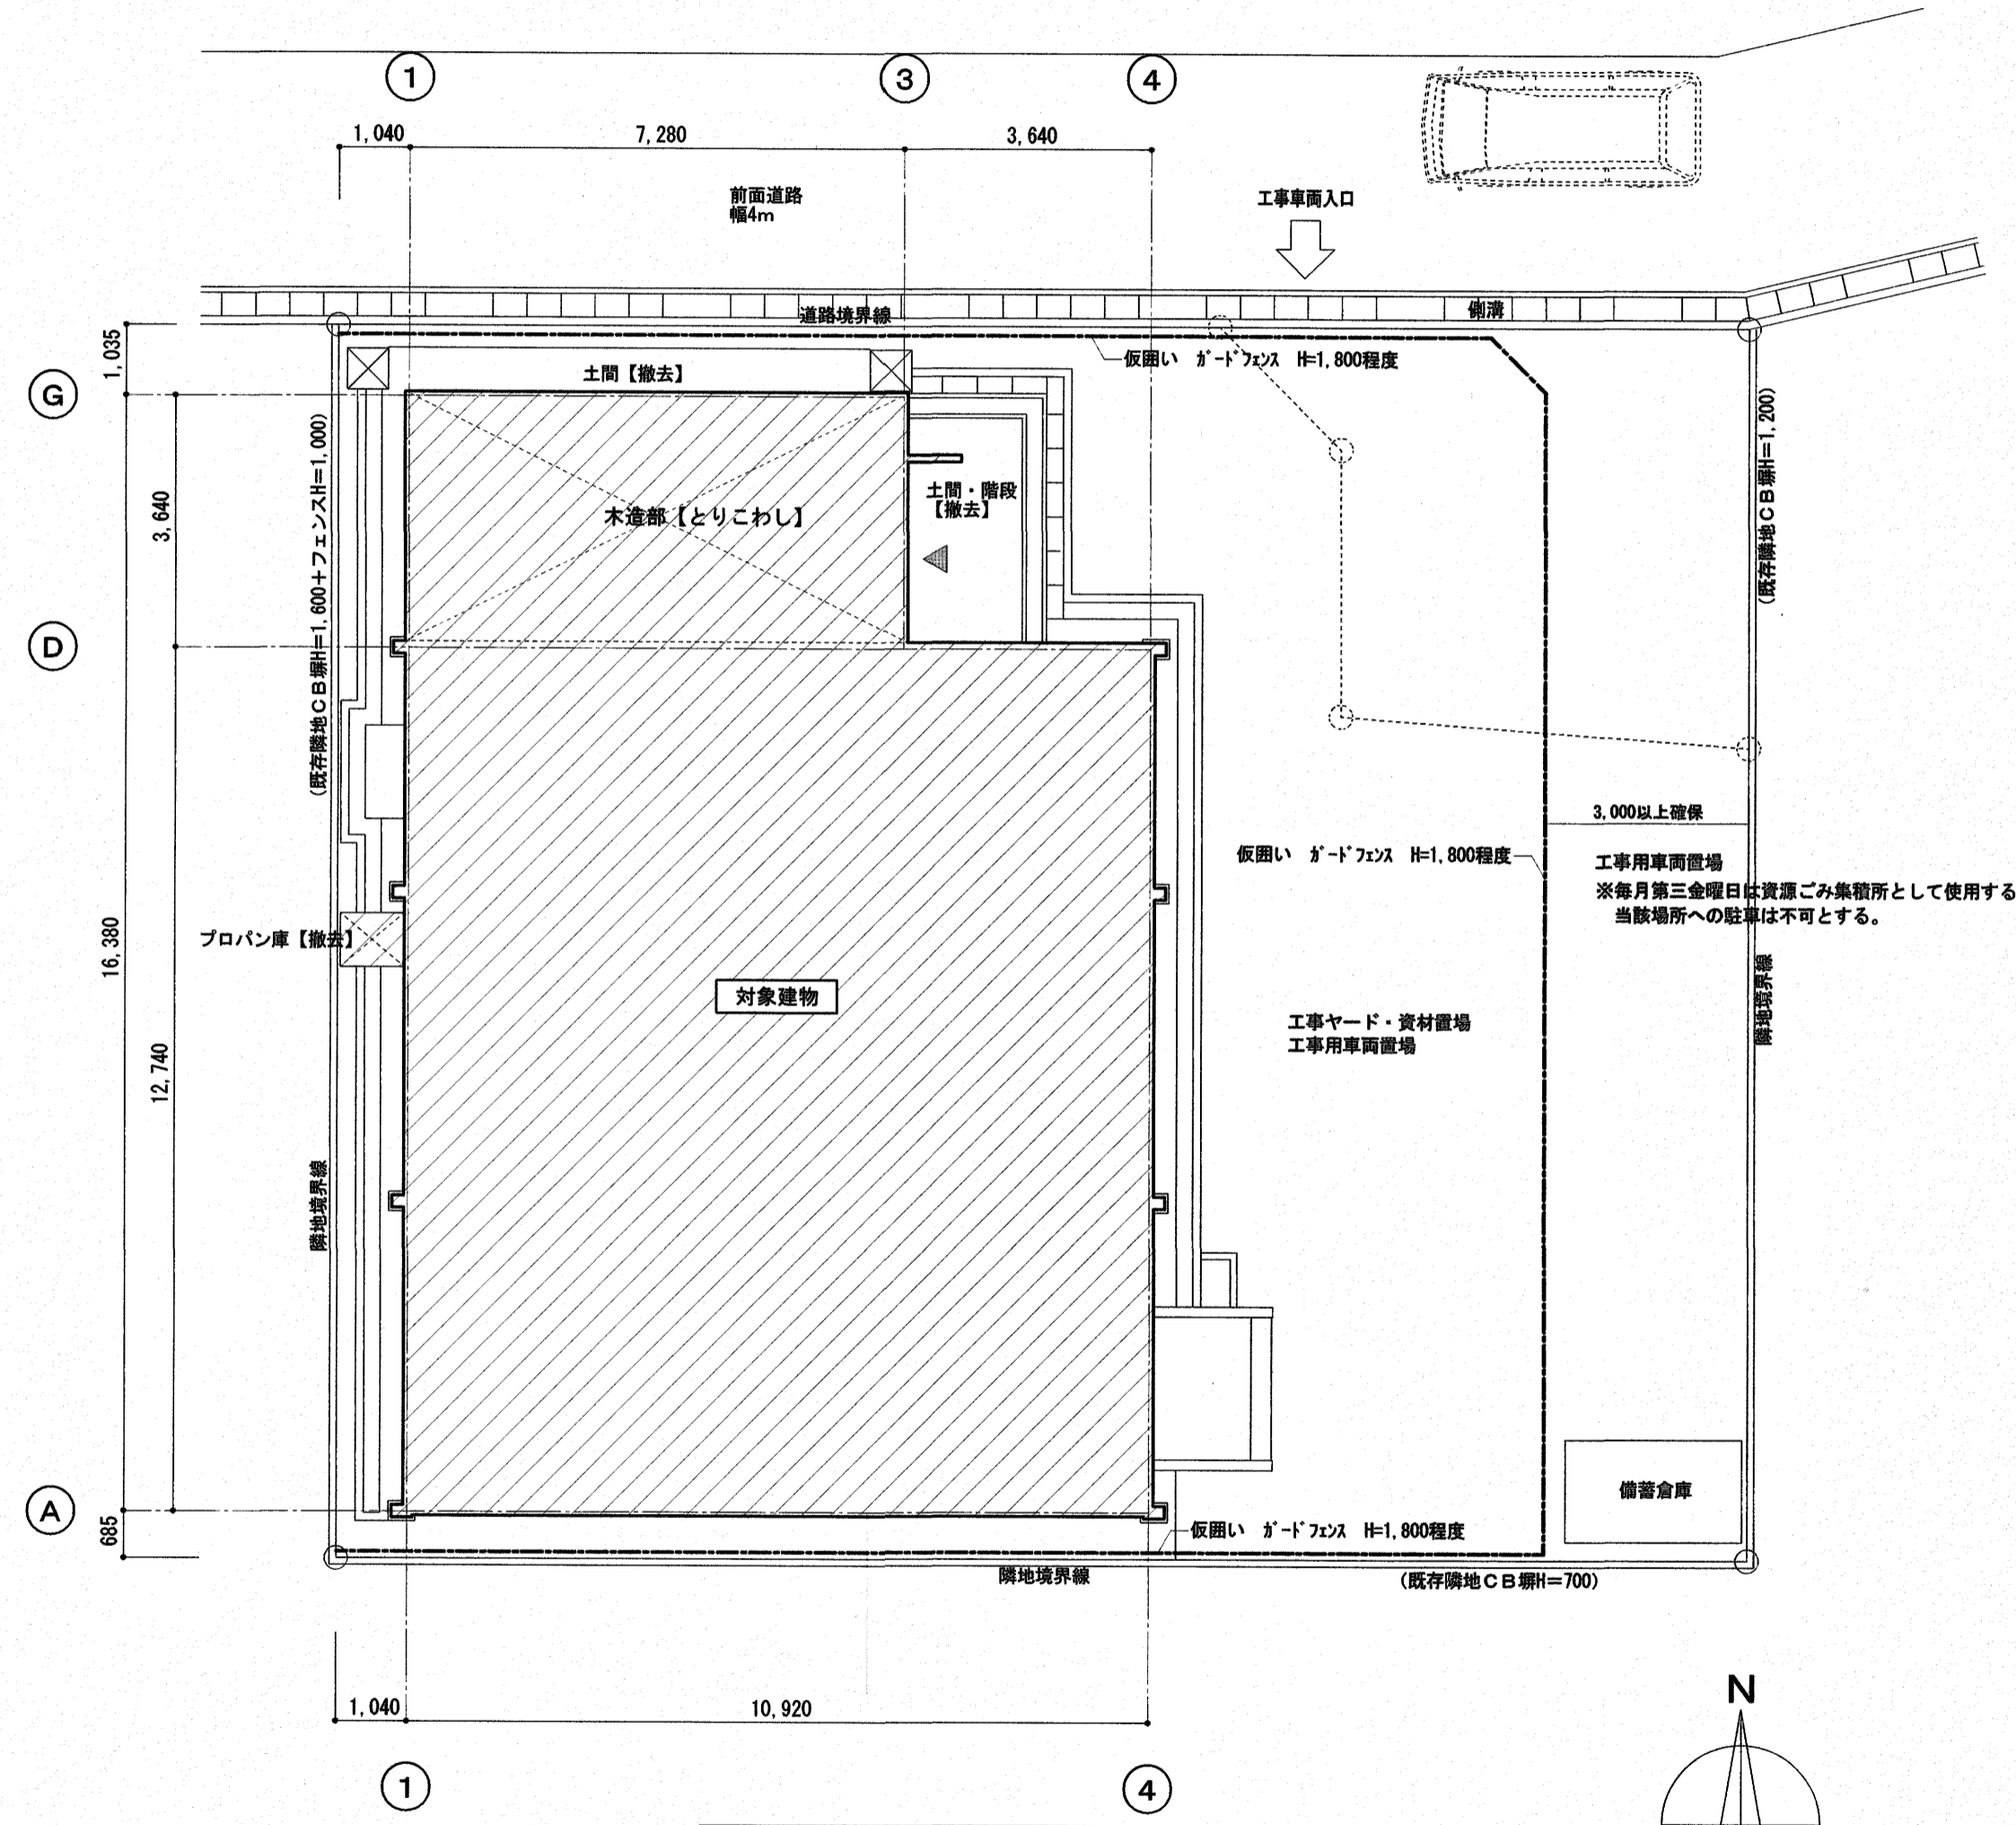 1
3
4
1,040
7,280
3,640
前面道路
幅4m
工事車両入口
道路境界線
側溝
1,035
仮囲い ガードフェンス H=1,800程度
土間【撤去】
G
(既存隣地CB塀H=1,600+フェンスH=1,000)
(既存隣地CB塀H=1,200)
3,640
土間・階段
【撤去】
木造部【とりこわし】
D
3,000以上確保
仮囲い ガードフェンス H=1,800程度
工事用車両置場
※毎月第三金曜日は資源ごみ集積所として使用する
当該場所への駐車は不可とする。
プロパン庫【撤去】
16,380
対象建物
隣地境界線
工事ヤード・資材置場
工事用車両置場
12,740
隣地境界線
備蓄倉庫
A
685
仮囲い ガードフェンス H=1,800程度
隣地境界線
(既存隣地CB塀H=700)
1,040
10,920
N
1
4